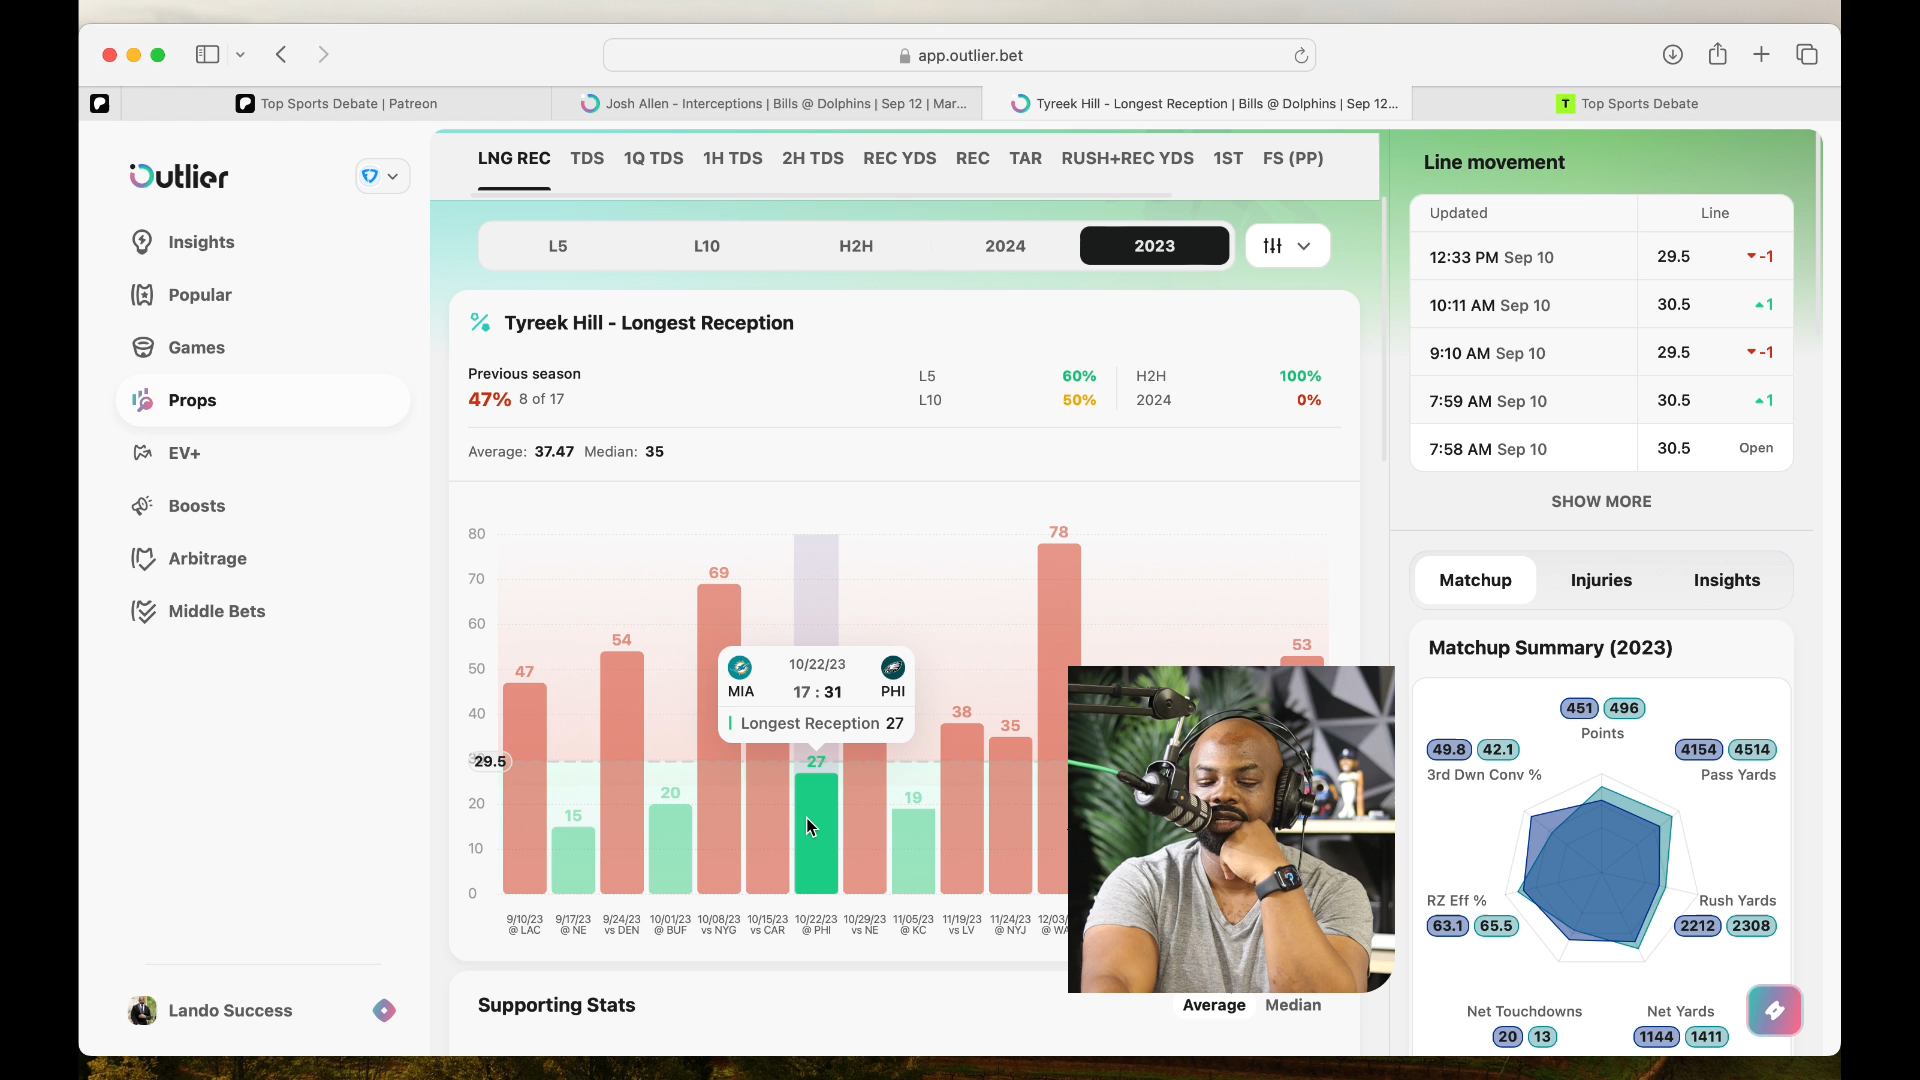 app.outlier.bet
Top Sports Debate | Patreon
Josh Allen - Interceptions | Bills @ Dolphins | Sep 12 | Mar...
Tyreek Hill - Longest Reception | Bills @ Dolphins | Sep 12...
T Top Sports Debate
Outlier
Insights
Popular
Games
Props
EV+
Boosts
Arbitrage
Middle Bets
Lando Success
LNG REC TDS 1Q TDS 1H TDS 2H TDS REC YDS REC TAR RUSH+REC YDS 1ST FS (PP)
L5 L10 H2H 2024 2023
Tyreek Hill - Longest Reception
Previous season
47% 8 of 17
L5 60% H2H 100%
L10 50% 2024 0%
Average: 37.47 Median: 35
80
70
60
50
40
20
10
0
29.5
47
15
54
20
69
27
19
38
35
78
53
10/22/23
MIA 17 : 31 PHI
Longest Reception 27
9/10/23 9/17/23 9/24/23 10/01/23 10/08/23 10/15/23 10/22/23 10/29/23 11/05/23 11/19/23 11/24/23 12/03/
@ LAC @ NE vs DEN @ BUF vs NYG vs CAR @ PHI vs NE @ KC vs LV @ NYJ @ WA
Supporting Stats
Average Median
Line movement
Updated Line
12:33 PM Sep 10 29.5 -1
10:11 AM Sep 10 30.5 1
9:10 AM Sep 10 29.5 -1
7:59 AM Sep 10 30.5 1
7:58 AM Sep 10 30.5 Open
SHOW MORE
Matchup Injuries Insights
Matchup Summary (2023)
451 496
Points
49.8 42.1
3rd Dwn Conv %
4154 4514
Pass Yards
RZ Eff %
63.1 65.5
Rush Yards
2212 2308
Net Touchdowns
20 13
Net Yards
1144 1411